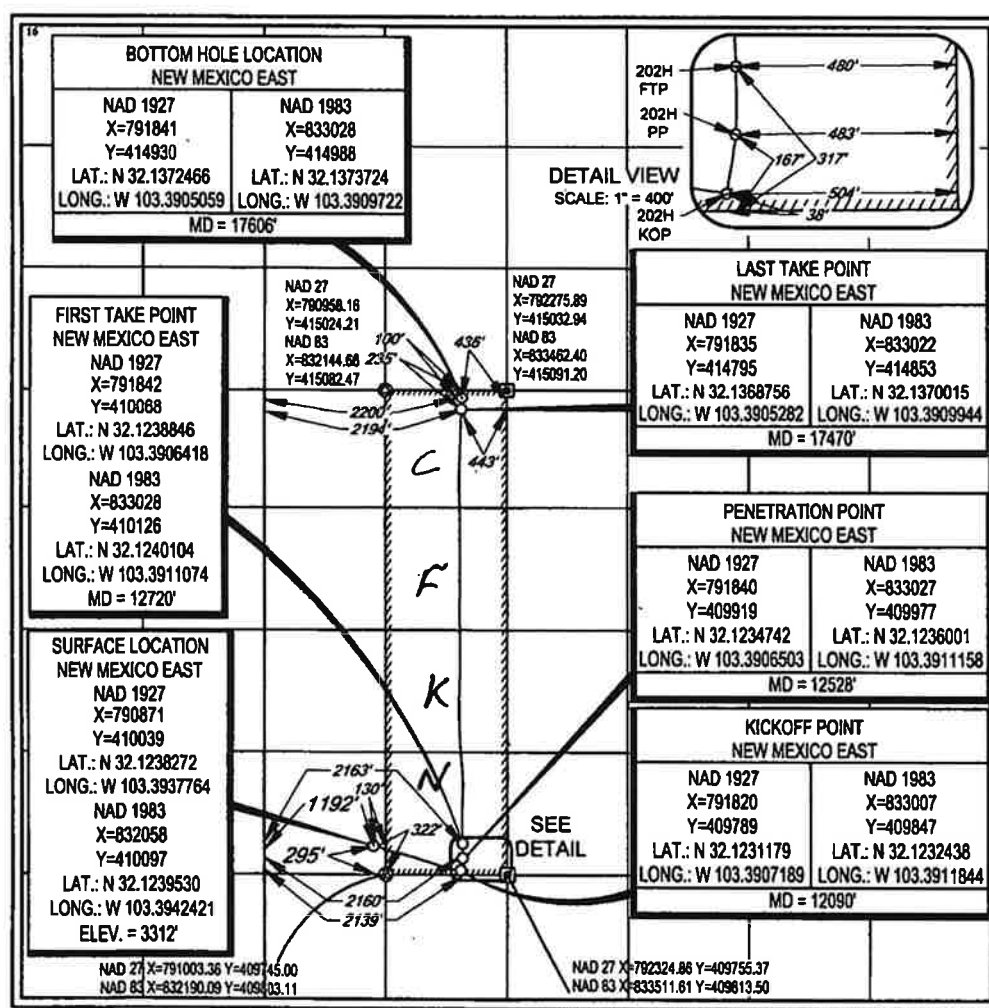 16
BOTTOM HOLE LOCATION
NEW MEXICO EAST
NAD 1927
X=791841
Y=414930
LAT.: N 32.1372466
LONG.: W 103.3905059
NAD 1983
X=833028
Y=414988
LAT.: N 32.1373724
LONG.: W 103.3909722
MD = 17606'
202H
FTP
202H
PP
202H
KOP
480'
483'
167'
317'
504'
38'
DETAIL VIEW
SCALE: 1" = 400'
FIRST TAKE POINT
NEW MEXICO EAST
NAD 1927
X=791842
Y=410068
LAT.: N 32.1238846
LONG.: W 103.3906418
NAD 1983
X=833028
Y=410126
LAT.: N 32.1240104
LONG.: W 103.3911074
MD = 12720'
NAD 27
X=790958.16
Y=415024.21
NAD 83
X=832144.68
Y=415082.47
NAD 27
X=792275.89
Y=415032.94
NAD 83
X=833462.40
Y=415091.20
100'
235'
436'
2200'
2194'
443'
LAST TAKE POINT
NEW MEXICO EAST
NAD 1927
X=791835
Y=414795
LAT.: N 32.1368756
LONG.: W 103.3905282
NAD 1983
X=833022
Y=414853
LAT.: N 32.1370015
LONG.: W 103.3909944
MD = 17470'
C
F
K
N
PENETRATION POINT
NEW MEXICO EAST
NAD 1927
X=791840
Y=409919
LAT.: N 32.1234742
LONG.: W 103.3906503
NAD 1983
X=833027
Y=409977
LAT.: N 32.1236001
LONG.: W 103.3911158
MD = 12528'
SURFACE LOCATION
NEW MEXICO EAST
NAD 1927
X=790871
Y=410039
LAT.: N 32.1238272
LONG.: W 103.3937764
NAD 1983
X=832058
Y=410097
LAT.: N 32.1239530
LONG.: W 103.3942421
ELEV. = 3312'
2163'
130'
1192'
322'
295'
2160'
2139'
SEE
DETAIL
KICKOFF POINT
NEW MEXICO EAST
NAD 1927
X=791820
Y=409789
LAT.: N 32.1231179
LONG.: W 103.3907189
NAD 1983
X=833007
Y=409847
LAT.: N 32.1232438
LONG.: W 103.3911844
MD = 12090'
NAD 27 X=791003.36 Y=409745.00
NAD 83 X=832190.09 Y=409803.11
NAD 27 X=792324.86 Y=409755.37
NAD 83 X=833511.61 Y=409813.50